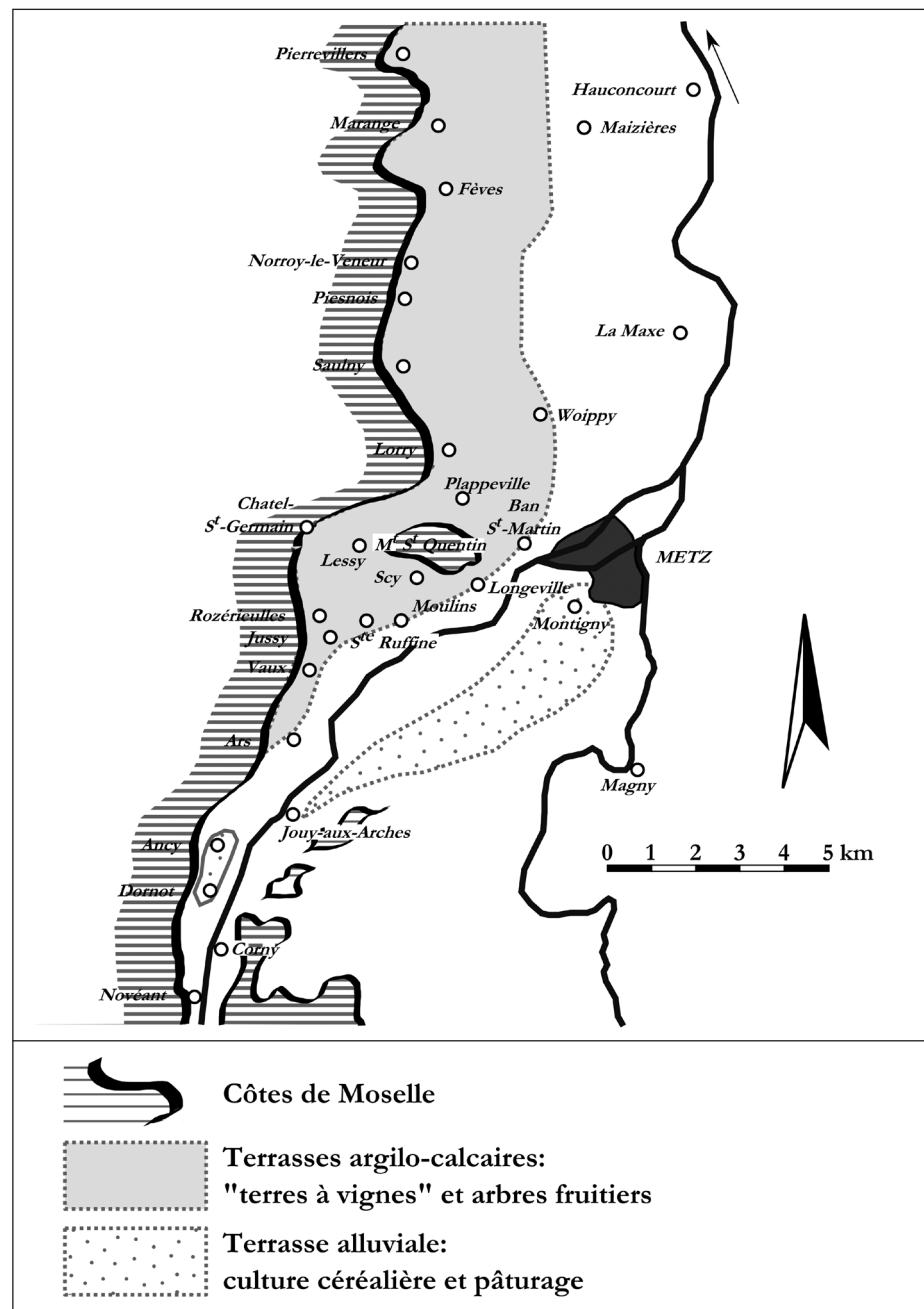 Pierrevillers
Hauconcourt
Marange
Maizières
Fèves
Norroy-le-Veneur
Piesnois
La Maxe
Saulny
Woippy
Lorry
Plappeville
Chatel-
St-Germain
Ban
St-Martin
Mt St Quentin
Lessy
METZ
Scy
Longeville
Rozérieulles
Moulins
Montigny
Jussy
Ste Ruffine
Vaux
Ars
Magny
Jouy-aux-Arches
Ancy
0 1 2 3 4 5 km
Dornot
Corny
Novéant
Côtes de Moselle
Terrasses argilo-calcaires:
"terres à vignes" et arbres fruitiers
Terrasse alluviale:
culture céréalière et pâturage